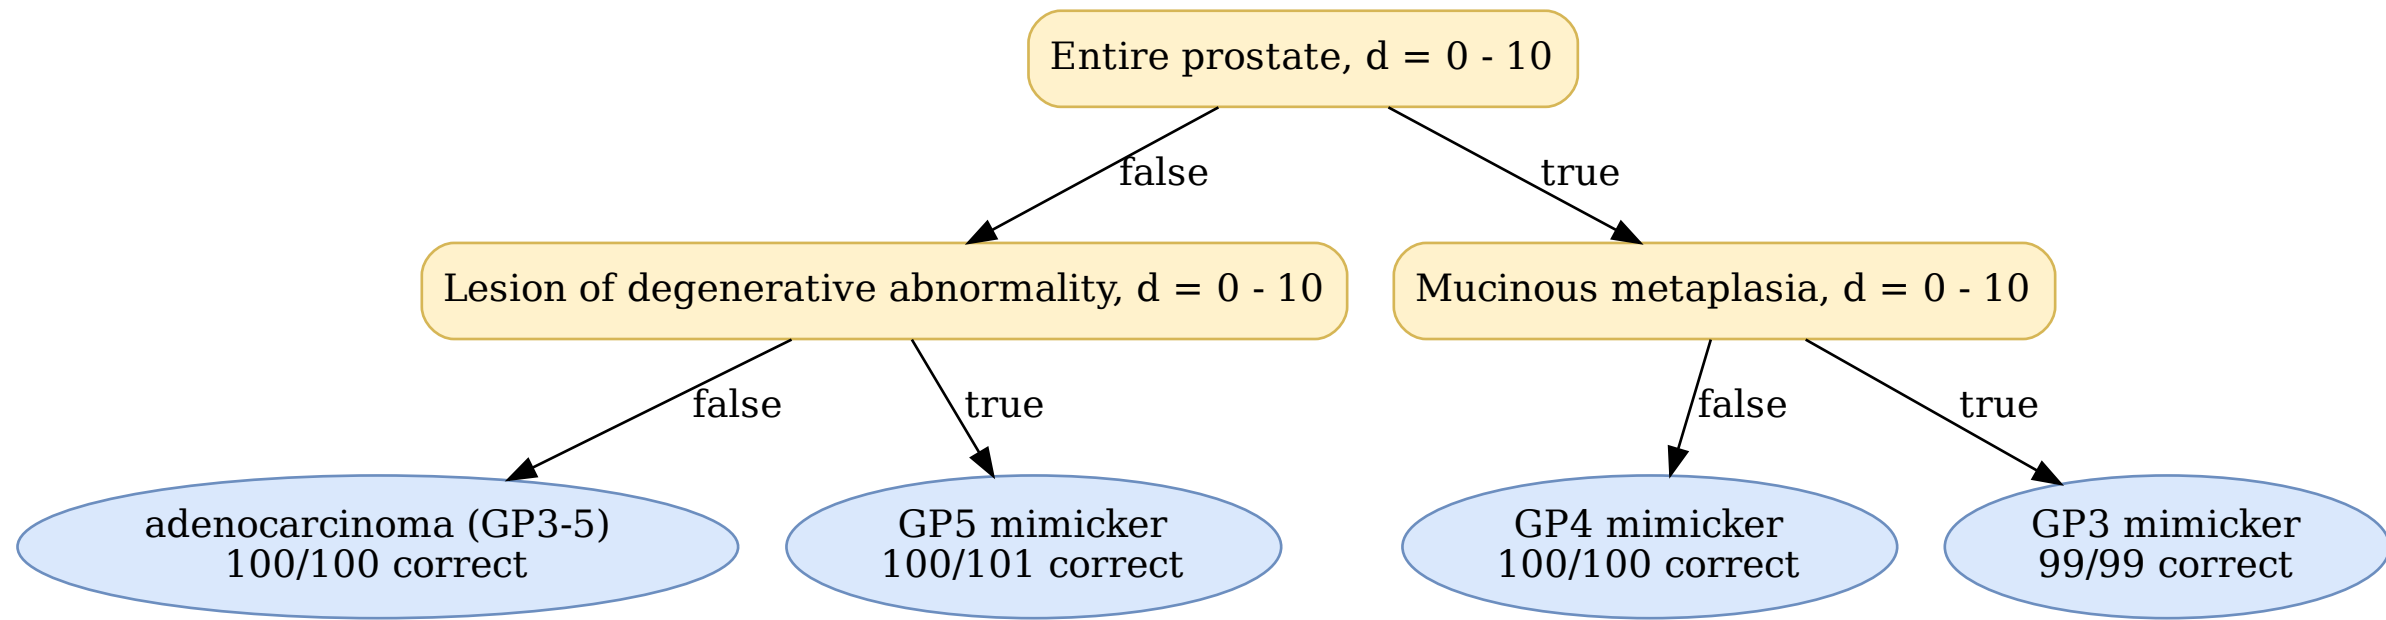 Entire prostate, d = 0 - 10
false
true
Lesion of degenerative abnormality, d = 0 - 10
Mucinous metaplasia, d = 0 - 10
false
true
false
true
adenocarcinoma (GP3-5)
100/100 correct
GP5 mimicker
100/101 correct
GP4 mimicker
100/100 correct
GP3 mimicker
99/99 correct